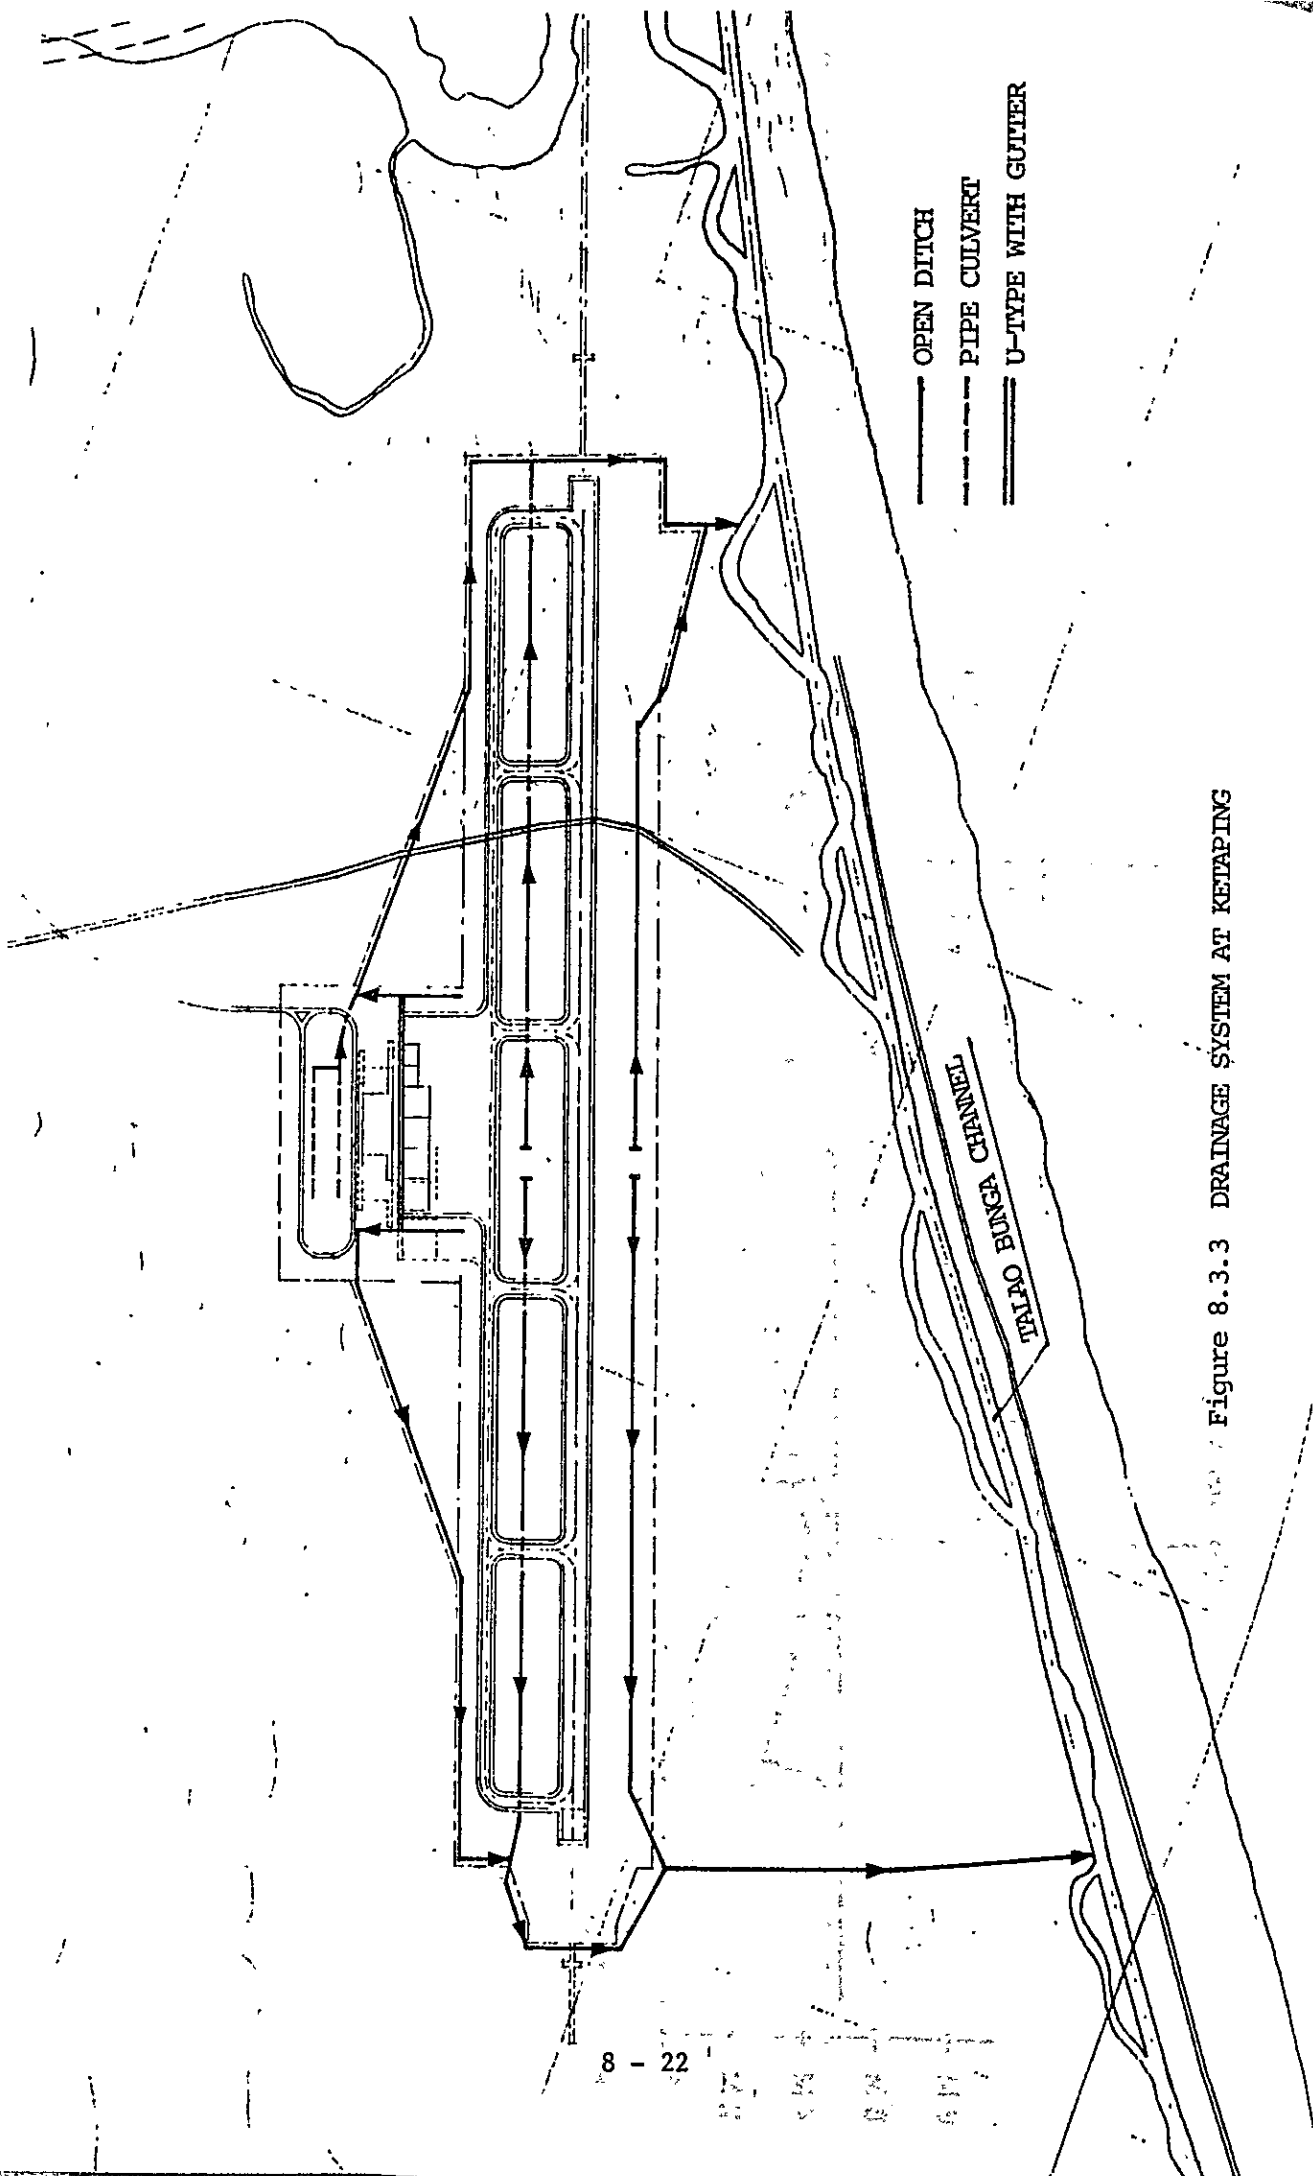 OPEN DITCH
PIPE CULVERT
U-TYPE WITH GUTTER
TALAO BUNGA CHANNEL
Figure 8.3.3 DRAINAGE SYSTEM AT KETAPING
8 - 22